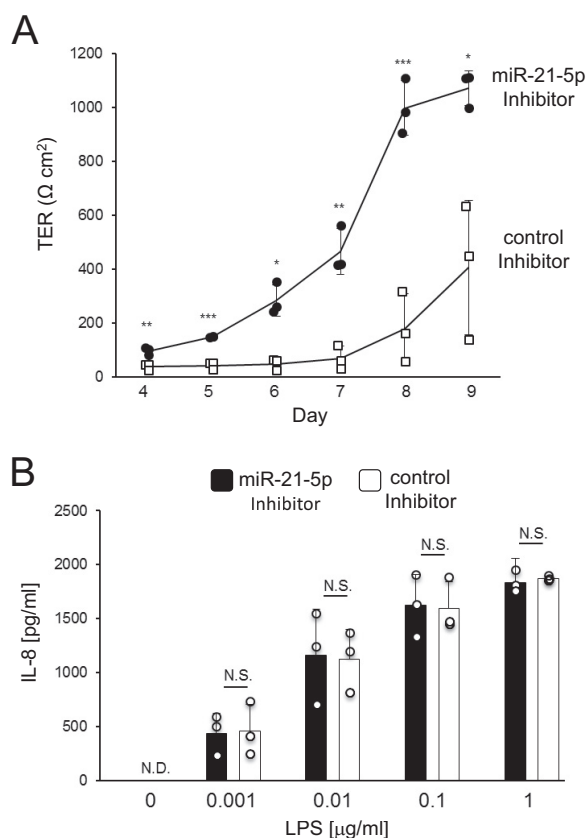 A
1200
1000
800
600
400
200
0
TER (Ω cm²)
** *** * ** *** *
miR-21-5p
Inhibitor
control
Inhibitor
4 5 6 7 8 9
Day
B
miR-21-5p
Inhibitor
control
Inhibitor
2500
2000
1500
1000
500
0
IL-8 [pg/ml]
N.D.
N.S.
N.S.
N.S.
N.S.
0 0.001 0.01 0.1 1
LPS [μg/ml]